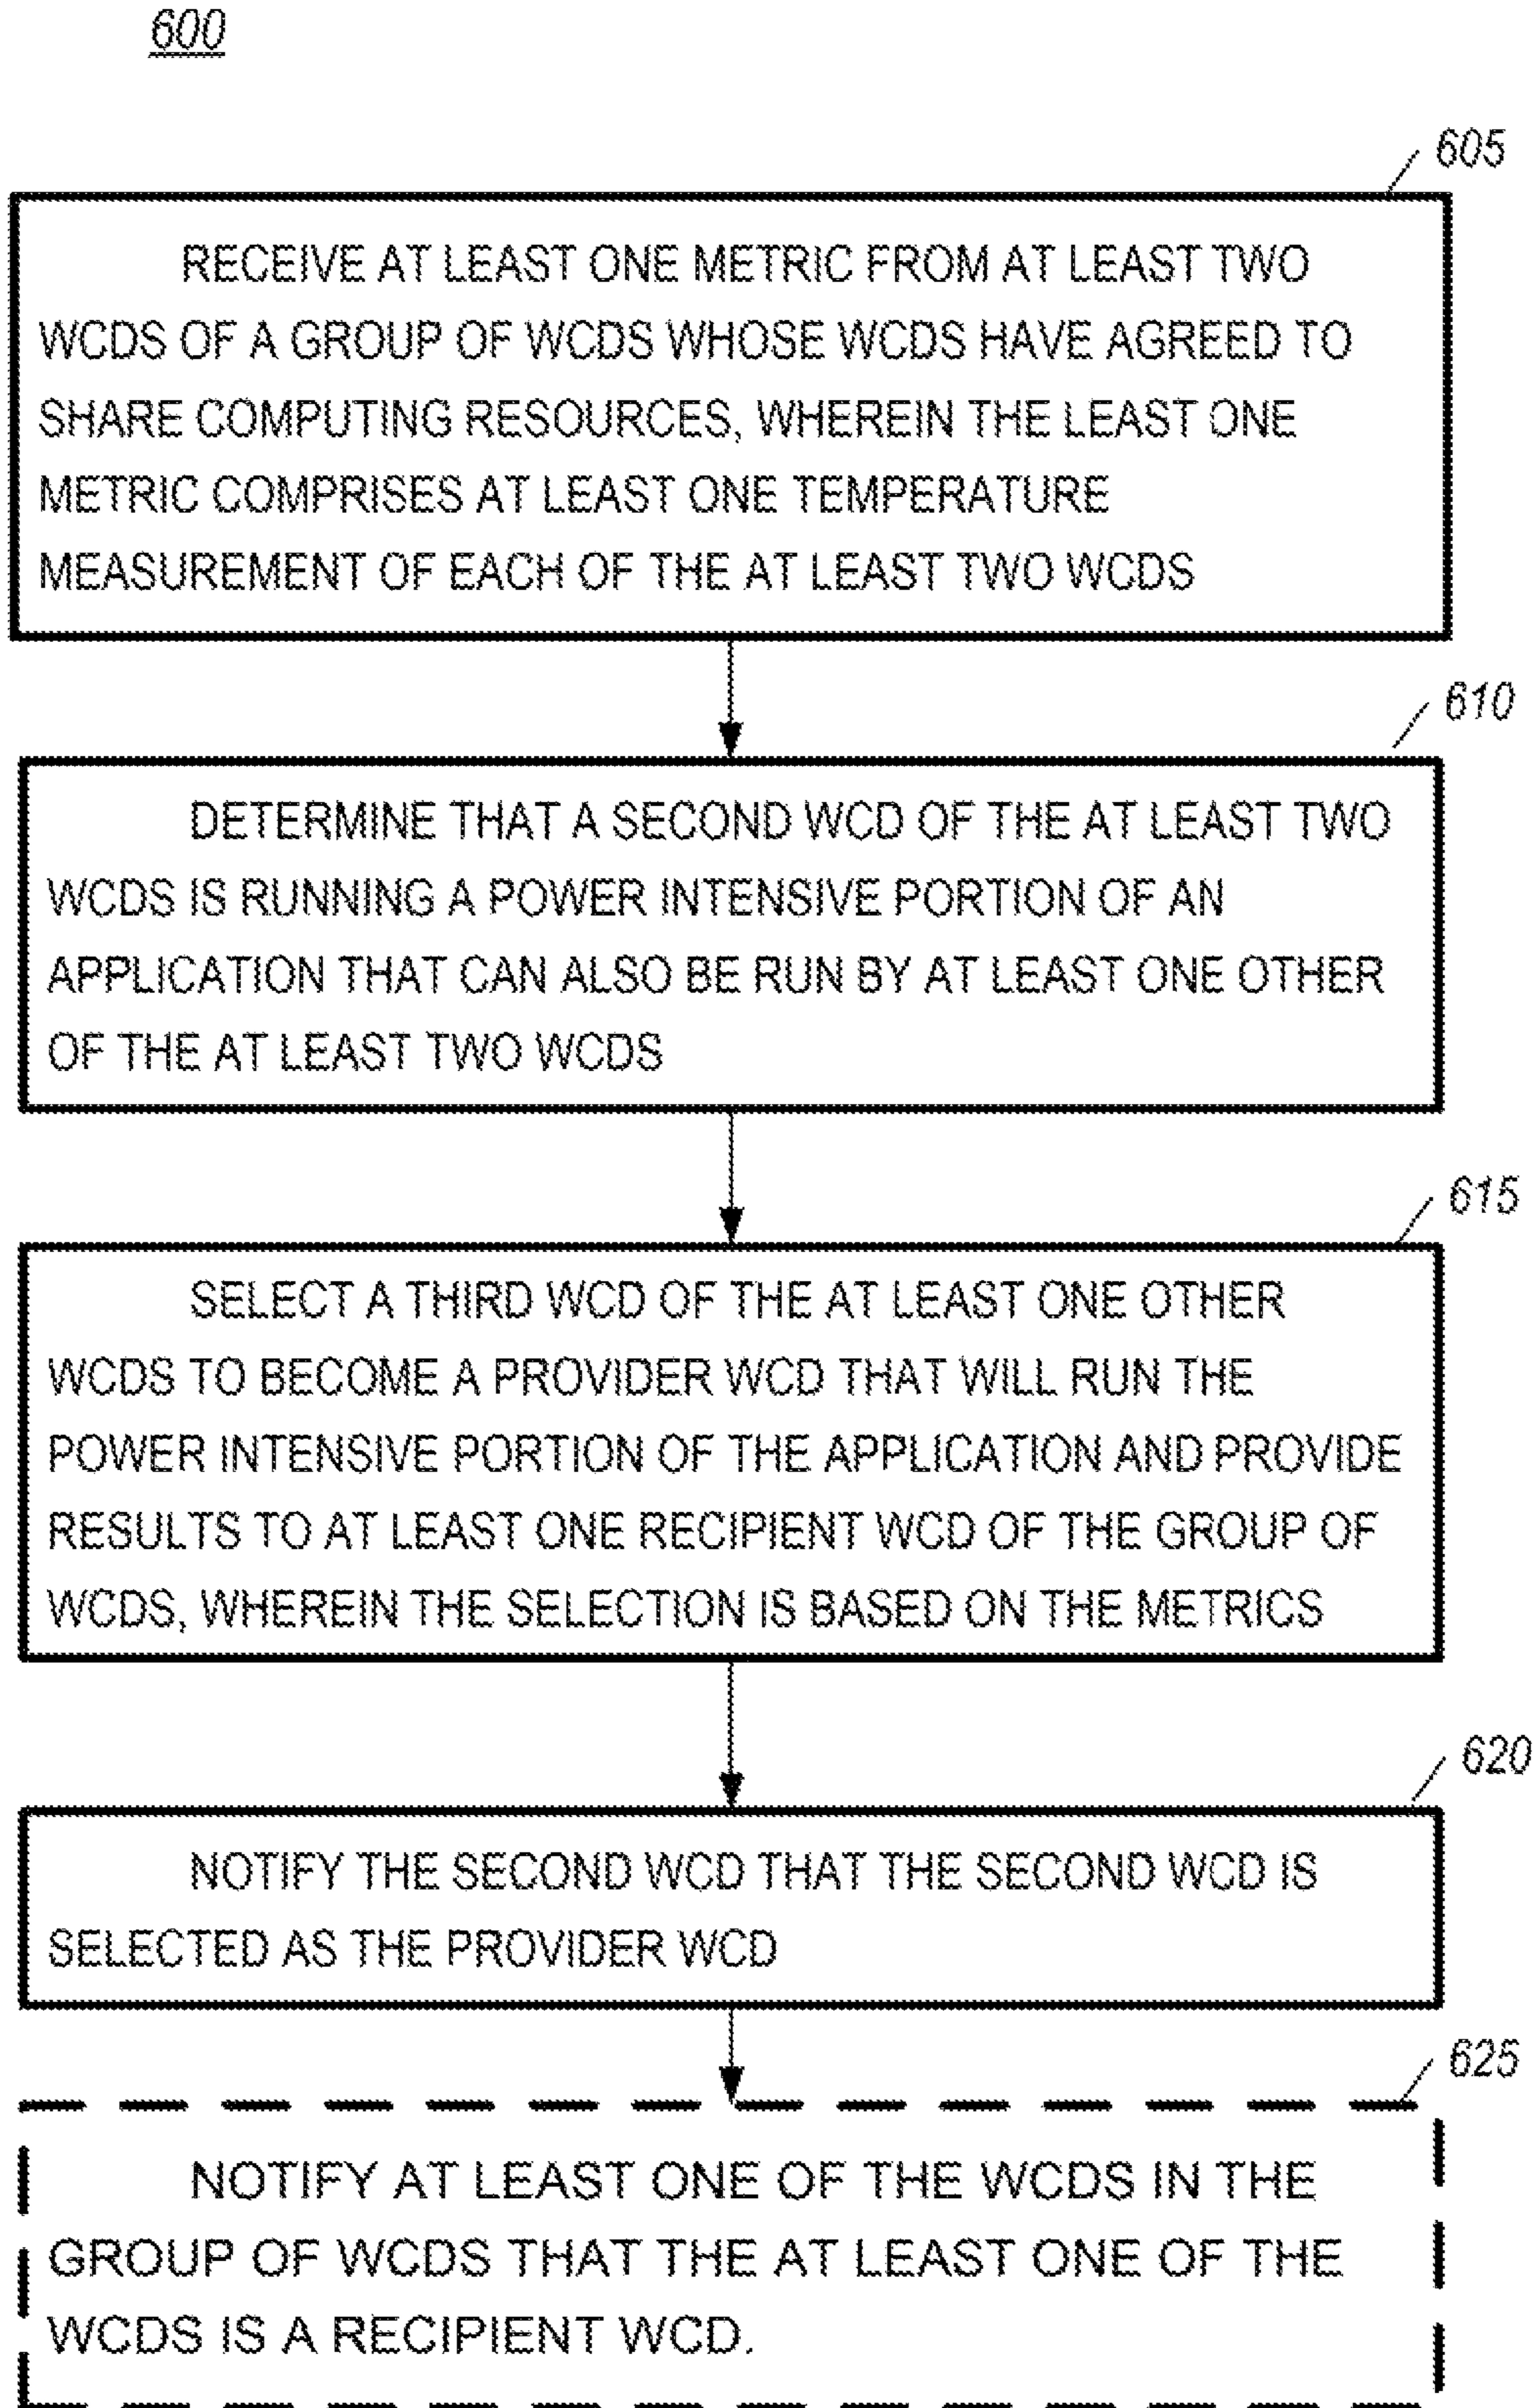 600
605
RECEIVE AT LEAST ONE METRIC FROM AT LEAST TWO
WCDS OF A GROUP OF WCDS WHOSE WCDS HAVE AGREED TO
SHARE COMPUTING RESOURCES, WHEREIN THE LEAST ONE
METRIC COMPRISES AT LEAST ONE TEMPERATURE
MEASUREMENT OF EACH OF THE AT LEAST TWO WCDS
610
DETERMINE THAT A SECOND WCD OF THE AT LEAST TWO
WCDS IS RUNNING A POWER INTENSIVE PORTION OF AN
APPLICATION THAT CAN ALSO BE RUN BY AT LEAST ONE OTHER
OF THE AT LEAST TWO WCDS
615
SELECT A THIRD WCD OF THE AT LEAST ONE OTHER
WCDS TO BECOME A PROVIDER WCD THAT WILL RUN THE
POWER INTENSIVE PORTION OF THE APPLICATION AND PROVIDE
RESULTS TO AT LEAST ONE RECIPIENT WCD OF THE GROUP OF
WCDS, WHEREIN THE SELECTION IS BASED ON THE METRICS
620
NOTIFY THE SECOND WCD THAT THE SECOND WCD IS
SELECTED AS THE PROVIDER WCD
625
NOTIFY AT LEAST ONE OF THE WCDS IN THE
GROUP OF WCDS THAT THE AT LEAST ONE OF THE
WCDS IS A RECIPIENT WCD.